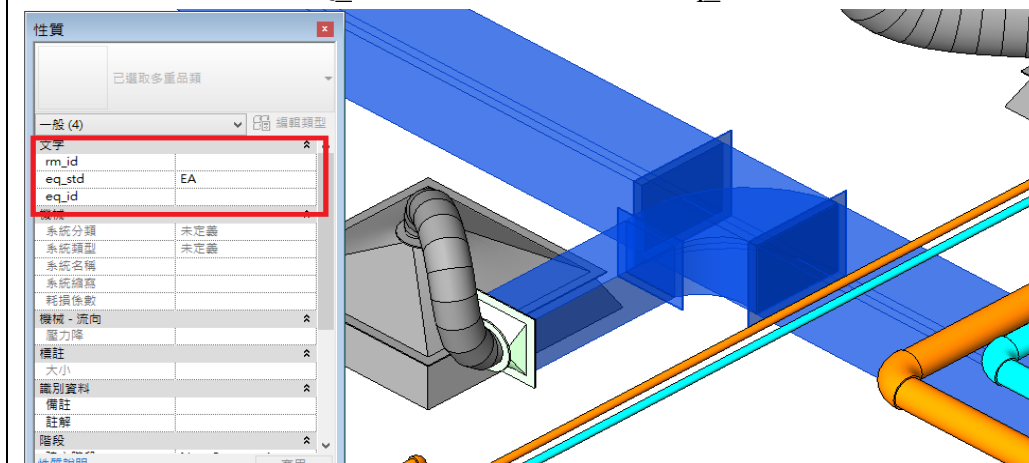 性質
已選取多重品類
一般 (4)
編輯類型
文字
rm_id
eq_std EA
eq_id
機械
系統分類 未定義
系統類型 未定義
系統名稱
系統縮寫
耗損係數
機械 - 流向
壓力降
標註
大小
識別資料
備註
註解
階段
性質說明
套用